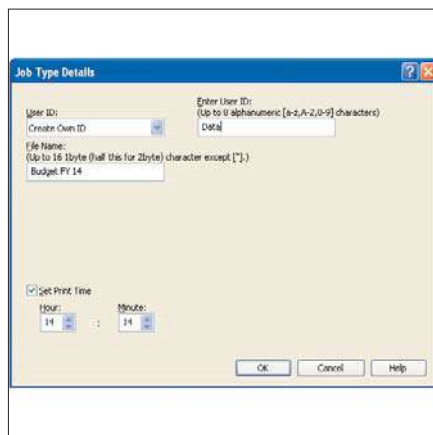 Job Type Details
User ID:
Create Own ID
Enter User ID:
(Up to 8 alphanumeric [a-z,A-Z,0-9] characters)
Data
File Name:
(Up to 16 1byte (half this for 2byte) character except ["].)
Budget FY 14
Set Print Time
Hour: Minute:
14 : 14
OK Cancel Help